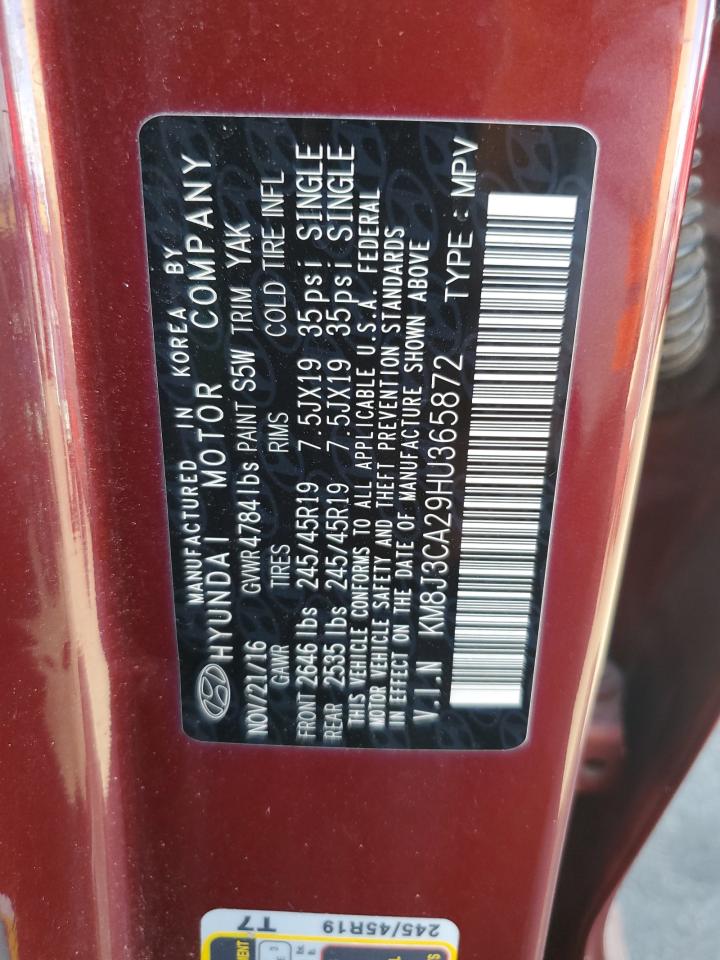 MANUFACTURED IN KOREA BY
HYUNDAI MOTOR COMPANY
NOV/21/16 GVWR4784lbs PAINT S5W TRIM YAK
GAWR TIRES RIMS COLD TIRE INFL
FRONT 2646 lbs 245/45R19 7.5JX19 35psi SINGLE
REAR 2535 lbs 245/45R19 7.5JX19 35psi SINGLE
THIS VEHICLE CONFORMS TO ALL APPLICABLE U.S.A. FEDERAL
MOTOR VEHICLE SAFETY AND THEFT PREVENTION STANDARDS
IN EFFECT ON THE DATE OF MANUFACTURE SHOWN ABOVE
V.I.N KM8J3CA29HU365872 TYPE : MPV
T7
245/45R19